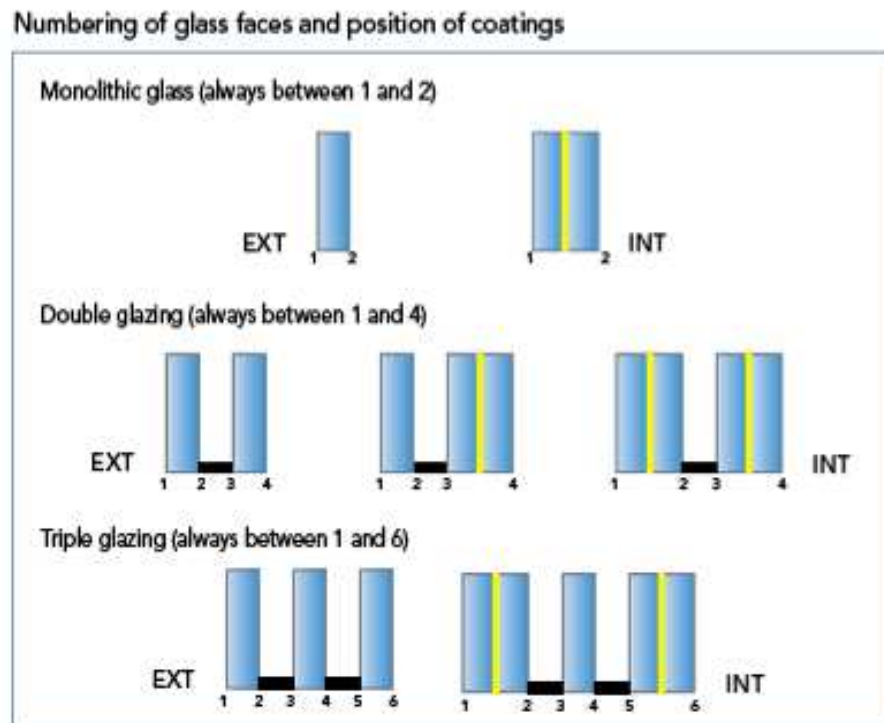 Numbering of glass faces and position of coatings
Monolithic glass (always between 1 and 2)
EXT
INT
1 2 1 2
Double glazing (always between 1 and 4)
EXT
INT
1 2 3 4 1 2 3 4 1 2 3 4
Triple glazing (always between 1 and 6)
EXT
INT
1 2 3 4 5 6 1 2 3 4 5 6